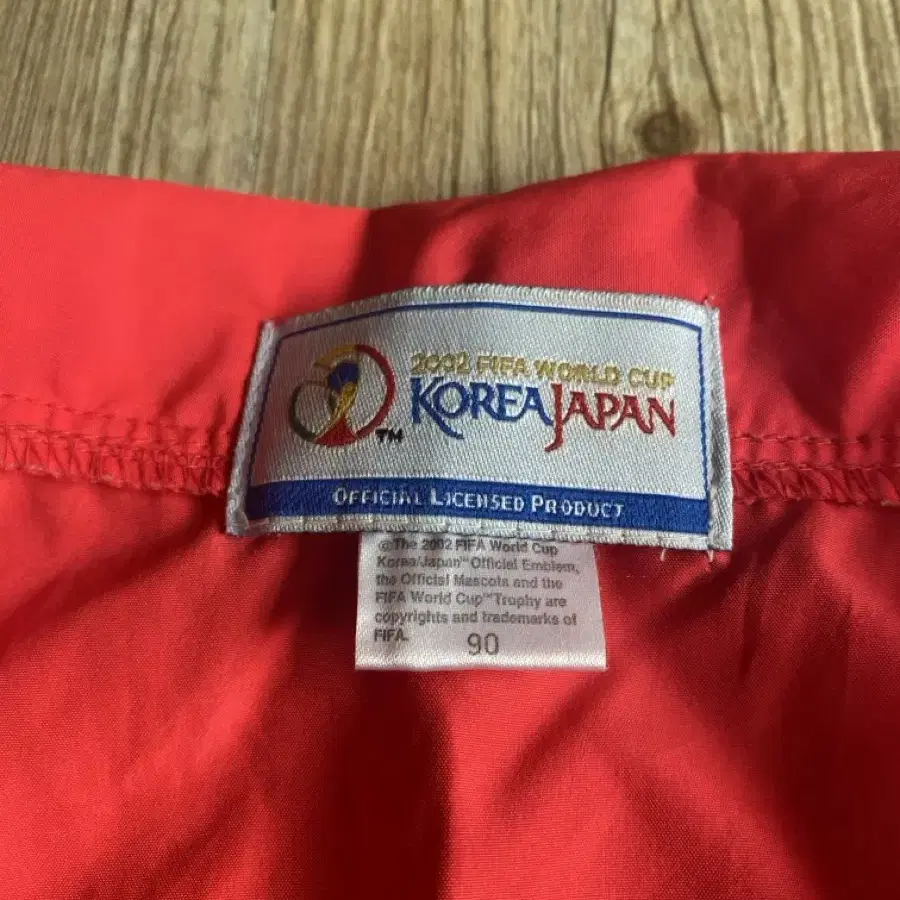 2002 FIFA WORLD CUP
KOREA JAPAN
TM
OFFICIAL LICENSED PRODUCT
©The 2002 FIFA World Cup
Korea/Japan™ Official Emblem,
the Official Mascots and the
FIFA World Cup™ Trophy are
copyrights and trademarks of
FIFA.
90